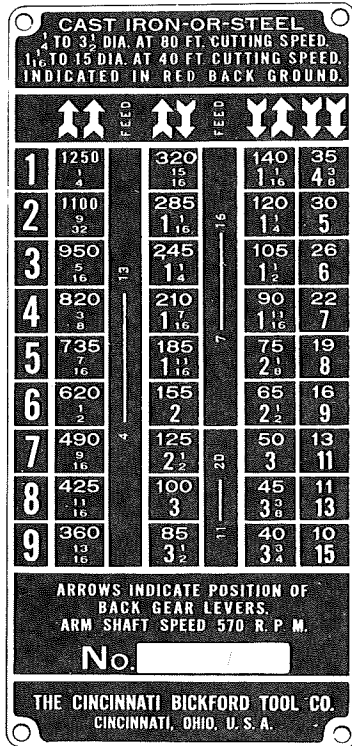 CAST IRON-OR-STEEL
1/4 TO 3 1/2 DIA. AT 80 FT. CUTTING SPEED.
1 1/16 TO 15 DIA. AT 40 FT. CUTTING SPEED.
INDICATED IN RED BACK GROUND.
FEED FEED
1 1250 320 140 35
1/4 15/16 1 1/16 4 3/8
2 1100 285 120 30
9/32 1 1/16 1 1/4 5
3 950 245 105 26
5/16 1 1/4 1 1/2 6
4 820 210 90 22
3/8 1 7/16 1 11/16 7
5 735 185 75 19
7/16 1 11/16 2 1/8 8
6 620 155 65 16
1/2 2 2 1/2 9
7 490 125 50 13
9/16 2 1/2 3 11
8 425 100 45 11
11/16 3 3 3/8 13
9 360 85 40 10
13/16 3 1/2 3 3/4 15
4 — 13
7 — 16
11 — 20
ARROWS INDICATE POSITION OF
BACK GEAR LEVERS.
ARM SHAFT SPEED 570 R.P.M.
No.
THE CINCINNATI BICKFORD TOOL CO.
CINCINNATI, OHIO, U.S.A.